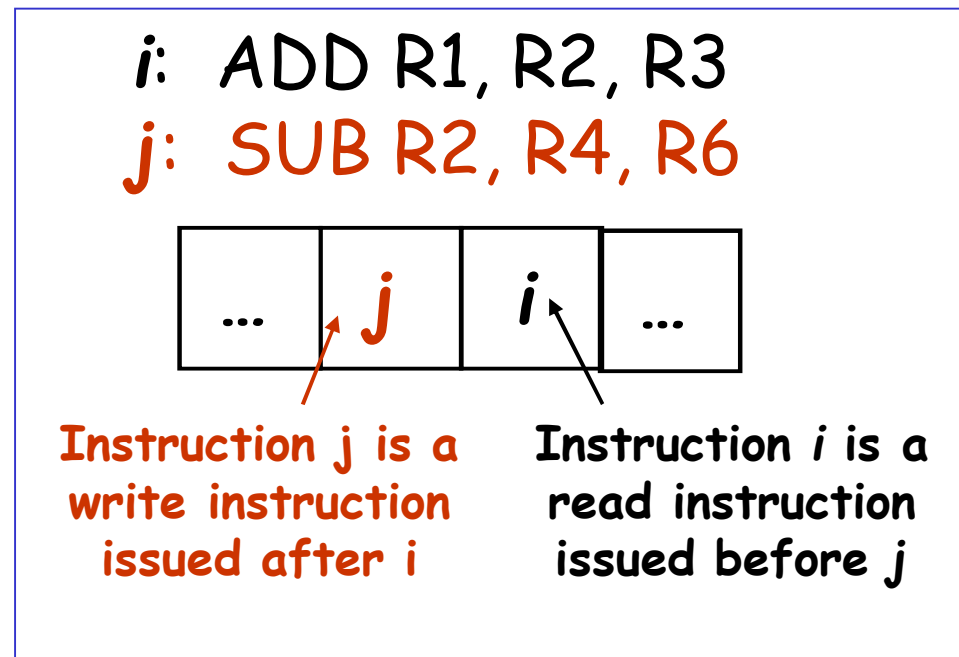 i: ADD R1, R2, R3
j: SUB R2, R4, R6
... j i ...
Instruction j is a
write instruction
issued after i
Instruction i is a
read instruction
issued before j